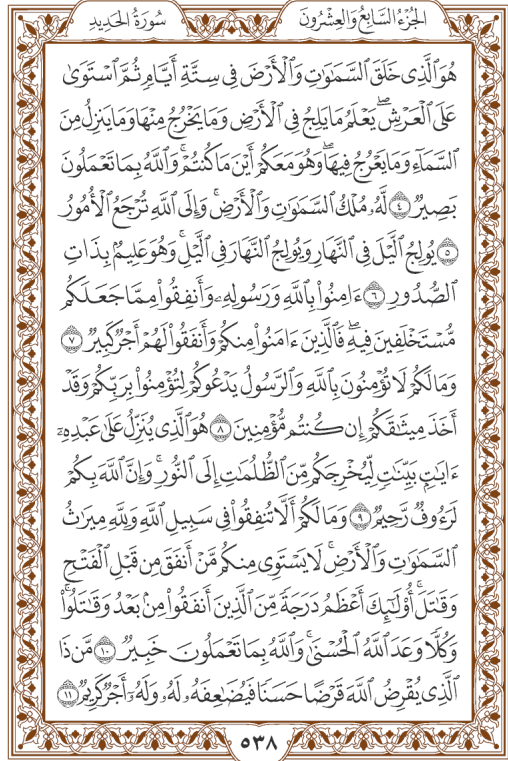 الجُزْءُ السَّابِعُ وَالعِشْرُونَ
سُورَةُ الحَدِيدِ
هُوَ ٱلَّذِى خَلَقَ ٱلسَّمَٰوَٰتِ وَٱلْأَرْضَ فِى سِتَّةِ أَيَّامٍ ثُمَّ ٱسْتَوَىٰ
عَلَى ٱلْعَرْشِ ۖ يَعْلَمُ مَا يَلِجُ فِى ٱلْأَرْضِ وَمَا يَخْرُجُ مِنْهَا وَمَا يَنزِلُ مِنَ
ٱلسَّمَآءِ وَمَا يَعْرُجُ فِيهَا ۖ وَهُوَ مَعَكُمْ أَيْنَ مَا كُنتُمْ ۚ وَٱللَّهُ بِمَا تَعْمَلُونَ
بَصِيرٌ ٤ لَّهُۥ مُلْكُ ٱلسَّمَٰوَٰتِ وَٱلْأَرْضِ ۚ وَإِلَى ٱللَّهِ تُرْجَعُ ٱلْأُمُورُ
٥ يُولِجُ ٱلَّيْلَ فِى ٱلنَّهَارِ وَيُولِجُ ٱلنَّهَارَ فِى ٱلَّيْلِ ۚ وَهُوَ عَلِيمٌۢ بِذَاتِ
ٱلصُّدُورِ ٦ ءَامِنُوا۟ بِٱللَّهِ وَرَسُولِهِۦ وَأَنفِقُوا۟ مِمَّا جَعَلَكُم
مُّسْتَخْلَفِينَ فِيهِ ۖ فَٱلَّذِينَ ءَامَنُوا۟ مِنكُمْ وَأَنفَقُوا۟ لَهُمْ أَجْرٌ كَبِيرٌ ٧
وَمَا لَكُمْ لَا تُؤْمِنُونَ بِٱللَّهِ وَٱلرَّسُولُ يَدْعُوكُمْ لِتُؤْمِنُوا۟ بِرَبِّكُمْ وَقَدْ
أَخَذَ مِيثَٰقَكُمْ إِن كُنتُم مُّؤْمِنِينَ ٨ هُوَ ٱلَّذِى يُنَزِّلُ عَلَىٰ عَبْدِهِۦٓ
ءَايَٰتٍۭ بَيِّنَٰتٍ لِّيُخْرِجَكُم مِّنَ ٱلظُّلُمَٰتِ إِلَى ٱلنُّورِ ۚ وَإِنَّ ٱللَّهَ بِكُمْ
لَرَءُوفٌ رَّحِيمٌ ٩ وَمَا لَكُمْ أَلَّا تُنفِقُوا۟ فِى سَبِيلِ ٱللَّهِ وَلِلَّهِ مِيرَٰثُ
ٱلسَّمَٰوَٰتِ وَٱلْأَرْضِ ۚ لَا يَسْتَوِى مِنكُم مَّنْ أَنفَقَ مِن قَبْلِ ٱلْفَتْحِ
وَقَٰتَلَ ۚ أُو۟لَٰٓئِكَ أَعْظَمُ دَرَجَةً مِّنَ ٱلَّذِينَ أَنفَقُوا۟ مِنۢ بَعْدُ وَقَٰتَلُوا۟ ۚ
وَكُلًّا وَعَدَ ٱللَّهُ ٱلْحُسْنَىٰ ۚ وَٱللَّهُ بِمَا تَعْمَلُونَ خَبِيرٌ ١٠ مَّن ذَا
ٱلَّذِى يُقْرِضُ ٱللَّهَ قَرْضًا حَسَنًا فَيُضَٰعِفَهُۥ لَهُۥ وَلَهُۥٓ أَجْرٌ كَرِيمٌ ١١
٥٣٨